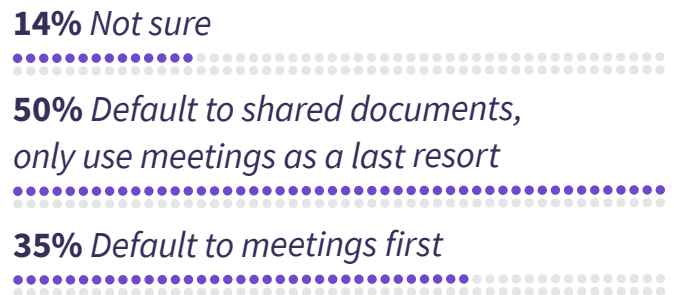 14% Not sure
50% Default to shared documents,
only use meetings as a last resort
35% Default to meetings first